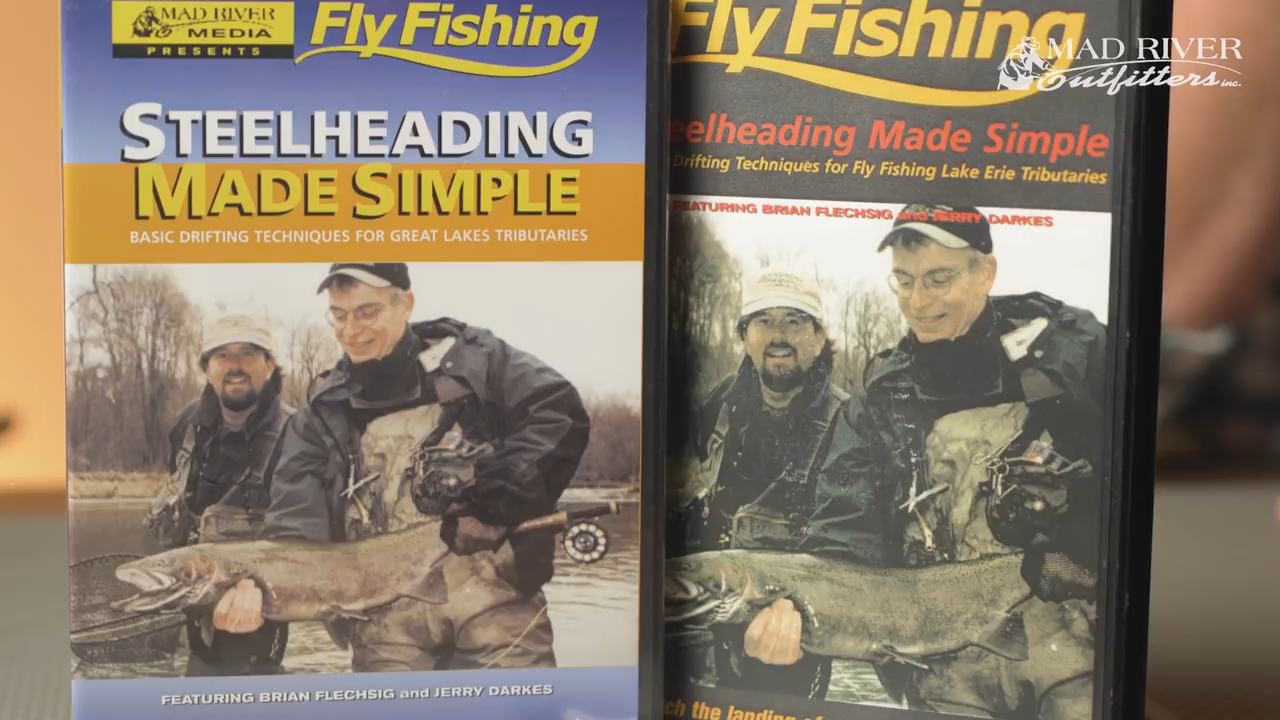 MAD RIVER
MEDIA
PRESENTS
Fly Fishing
STEELHEADING
MADE SIMPLE
BASIC DRIFTING TECHNIQUES FOR GREAT LAKES TRIBUTARIES
FEATURING BRIAN FLECHSIG and JERRY DARKES
Fly Fishing
eelheading Made Simple
Drifting Techniques for Fly Fishing Lake Erie Tributaries
FEATURING BRIAN FLECHSIG and JERRY DARKES
ch the landing of
MAD RIVER
Outfitters inc.